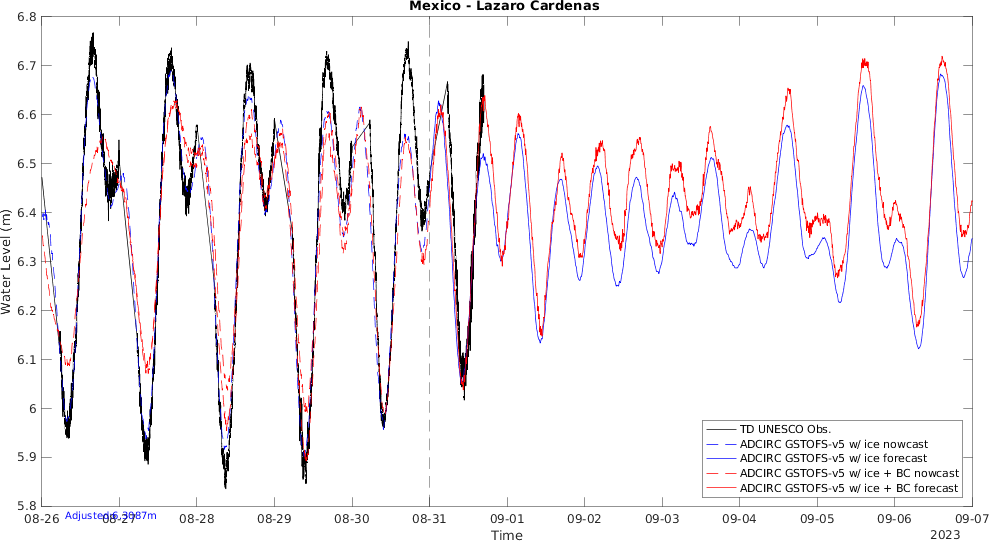 Mexico - Lazaro Cardenas
Water Level (m)
6.8
6.7
6.6
6.5
6.4
6.3
6.2
6.1
6
5.9
5.8
TD UNESCO Obs.
ADCIRC GSTOFS-v5 w/ ice nowcast
ADCIRC GSTOFS-v5 w/ ice forecast
ADCIRC GSTOFS-v5 w/ ice + BC nowcast
ADCIRC GSTOFS-v5 w/ ice + BC forecast
08-26 08-27 08-28 08-29 08-30 08-31 09-01 09-02 09-03 09-04 09-05 09-06 09-07
Adjusted 6.3087m
Time
2023